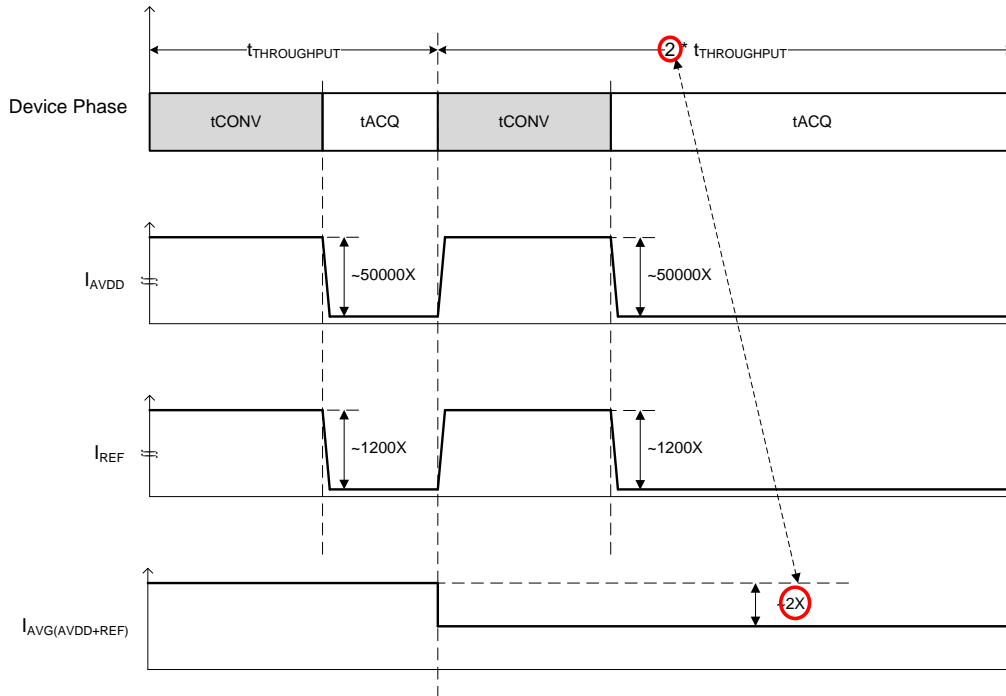 tTHROUGHPUT
2 * tTHROUGHPUT
Device Phase
tCONV
tACQ
tCONV
tACQ
IAVDD
~50000X
~50000X
IREF
~1200X
~1200X
IAVG(AVDD+REF)
~2X